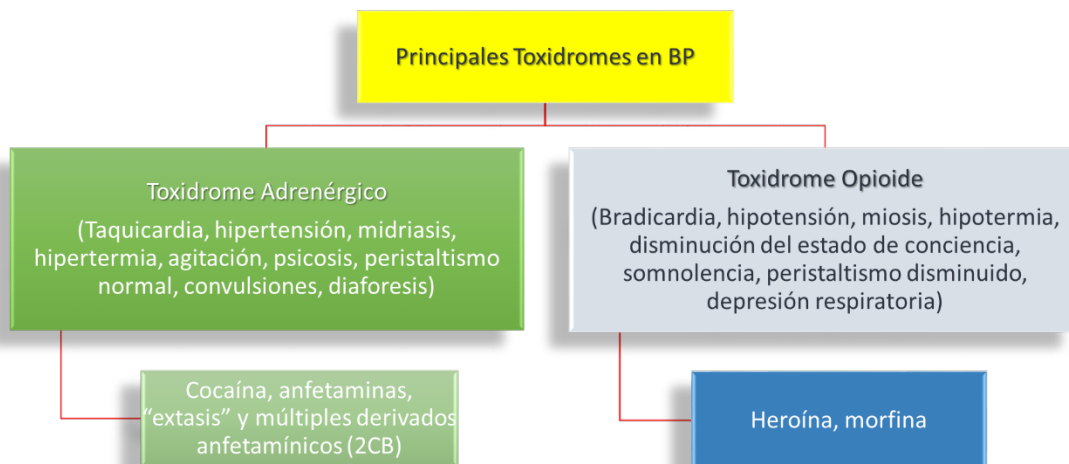 Principales Toxidromes en BP
Toxidrome Adrenérgico
(Taquicardia, hipertensión, midriasis,
hipertermia, agitación, psicosis, peristaltismo
normal, convulsiones, diaforesis)
Toxidrome Opioide
(Bradicardia, hipotensión, miosis, hipotermia,
disminución del estado de conciencia,
somnolencia, peristaltismo disminuido,
depresión respiratoria)
Cocaína, anfetaminas,
“extasis” y múltiples derivados
anfetamínicos (2CB)
Heroína, morfina